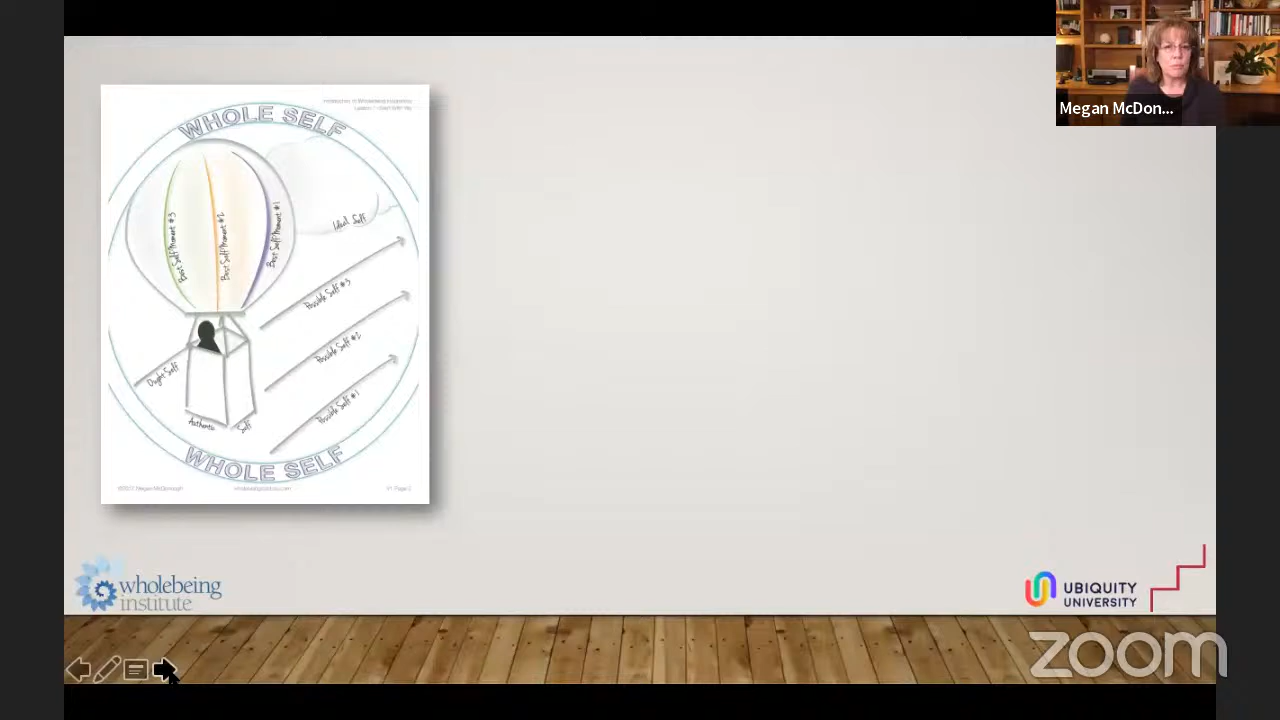 Megan McDon...
WHOLE SELF
Best Self Moment #3
Best Self Moment #2
Best Self Moment #1
Ideal Self
Possible Self #3
Possible Self #2
Possible Self #1
Ought Self
Authentic Self
WHOLE SELF
wholebeing
institute
UBIQUITY
UNIVERSITY
zoom